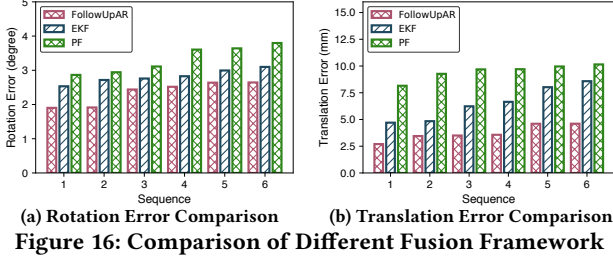 FollowUpAR
EKF
PF
Rotation Error (degree)
5
4
3
2
1
0
1 2 3 4 5 6
Sequence
(a) Rotation Error Comparison
FollowUpAR
EKF
PF
Translation Error (mm)
15.0
12.5
10.0
7.5
5.0
2.5
0.0
1 2 3 4 5 6
Sequence
(b) Translation Error Comparison
Figure 16: Comparison of Different Fusion Framework